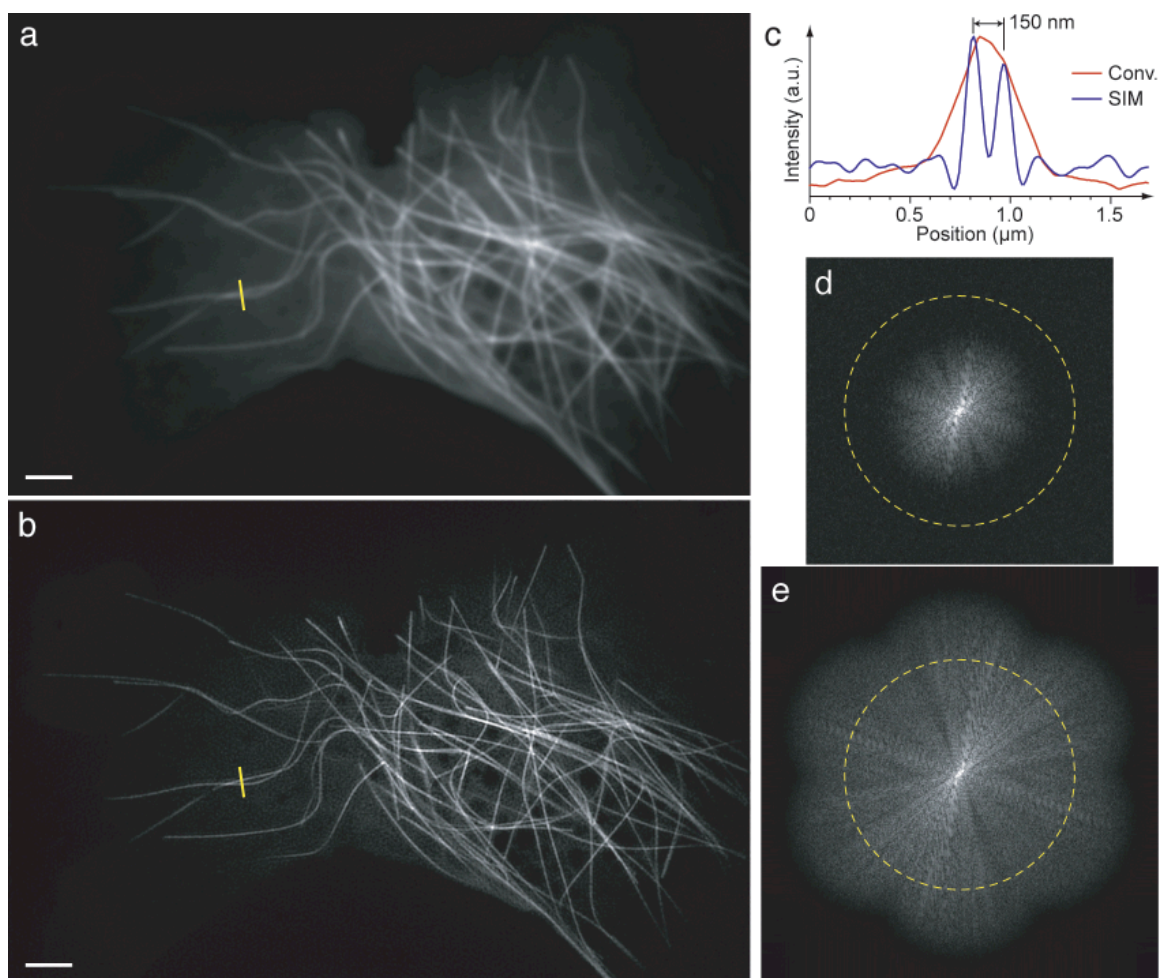 a
b
c
150 nm
Intensity (a.u.)
Conv.
SIM
0 0.5 1.0 1.5
Position (µm)
d
e